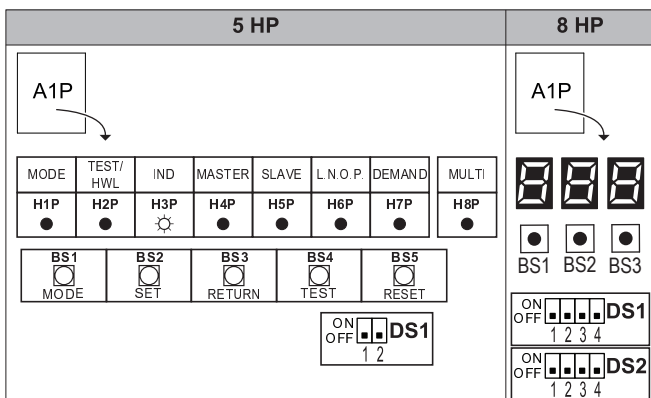 5 HP
8 HP
A1P
MODE TEST/HWL IND MASTER SLAVE L.N.O.P. DEMAND MULTI
H1P H2P H3P H4P H5P H6P H7P H8P
BS1 BS2 BS3 BS4 BS5
MODE SET RETURN TEST RESET
ON
OFF DS1
1 2
A1P
888
BS1 BS2 BS3
ON
OFF DS1
1 2 3 4
ON
OFF DS2
1 2 3 4